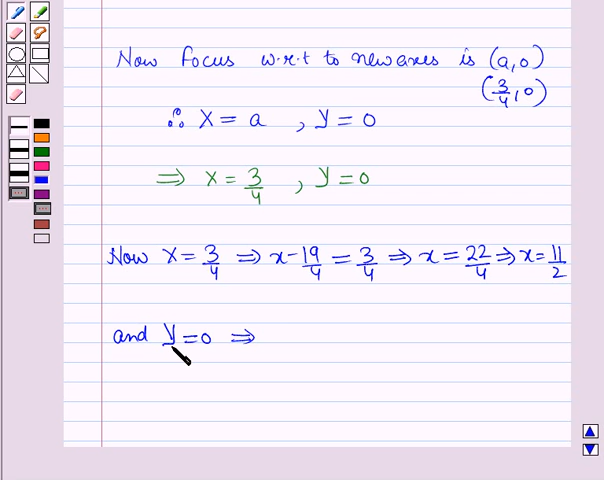 Now focus w.r.t to new axes is (a,0)
(3/4,0)
∴ X = a , Y = 0
⇒ X = 3/4 , Y = 0
Now X = 3/4 ⇒ x - 19/4 = 3/4 ⇒ x = 22/4 ⇒ x = 11/2
and Y = 0 ⇒